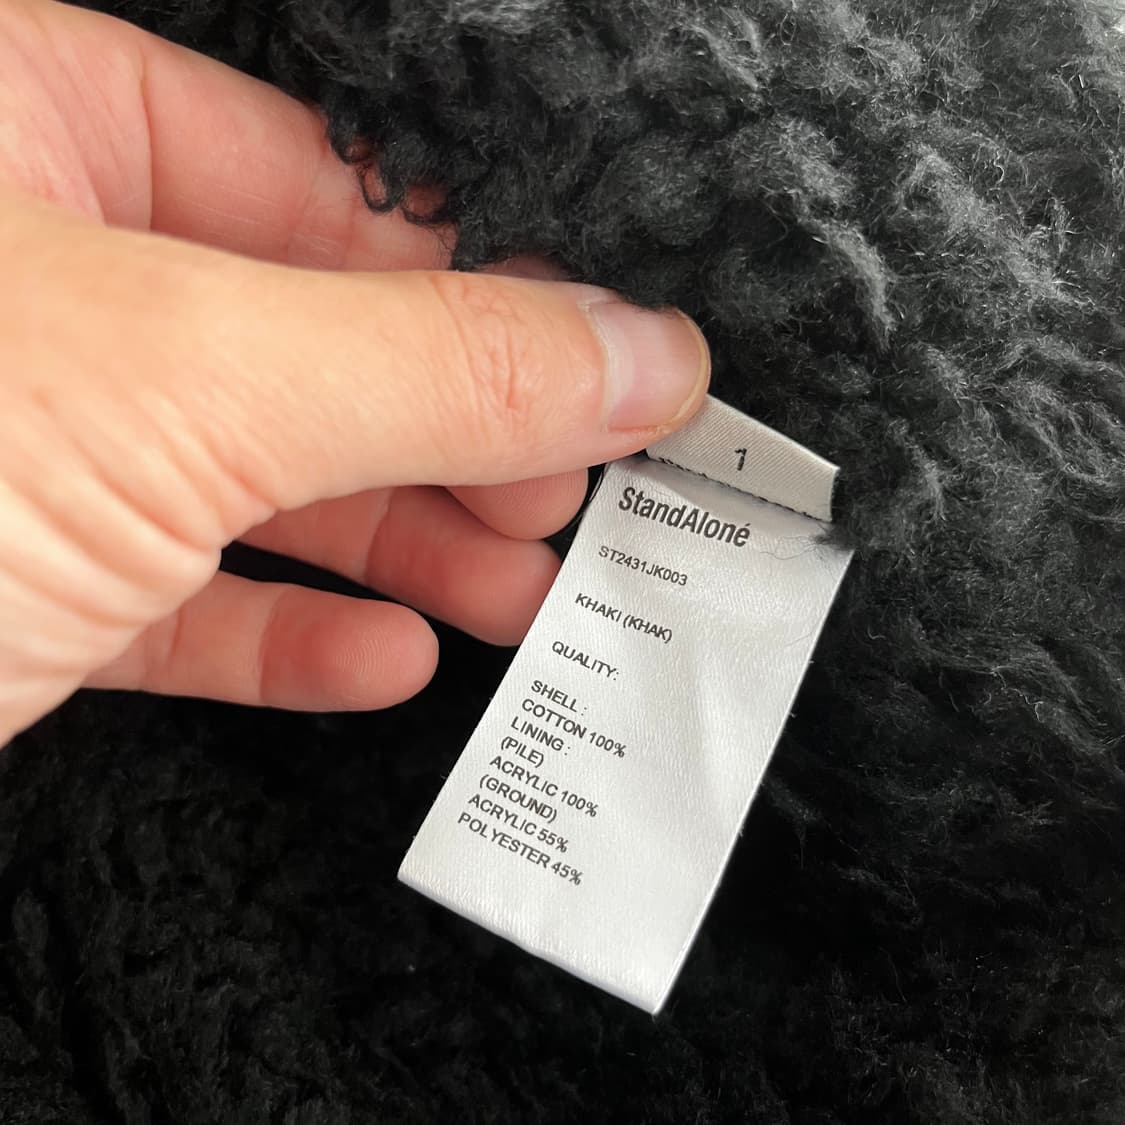 1
StandAloné
ST2431JK003
KHAKI (KHAK)
QUALITY:
SHELL :
COTTON 100%
LINING :
(PILE)
ACRYLIC 100%
(GROUND)
ACRYLIC 55%
POLYESTER 45%